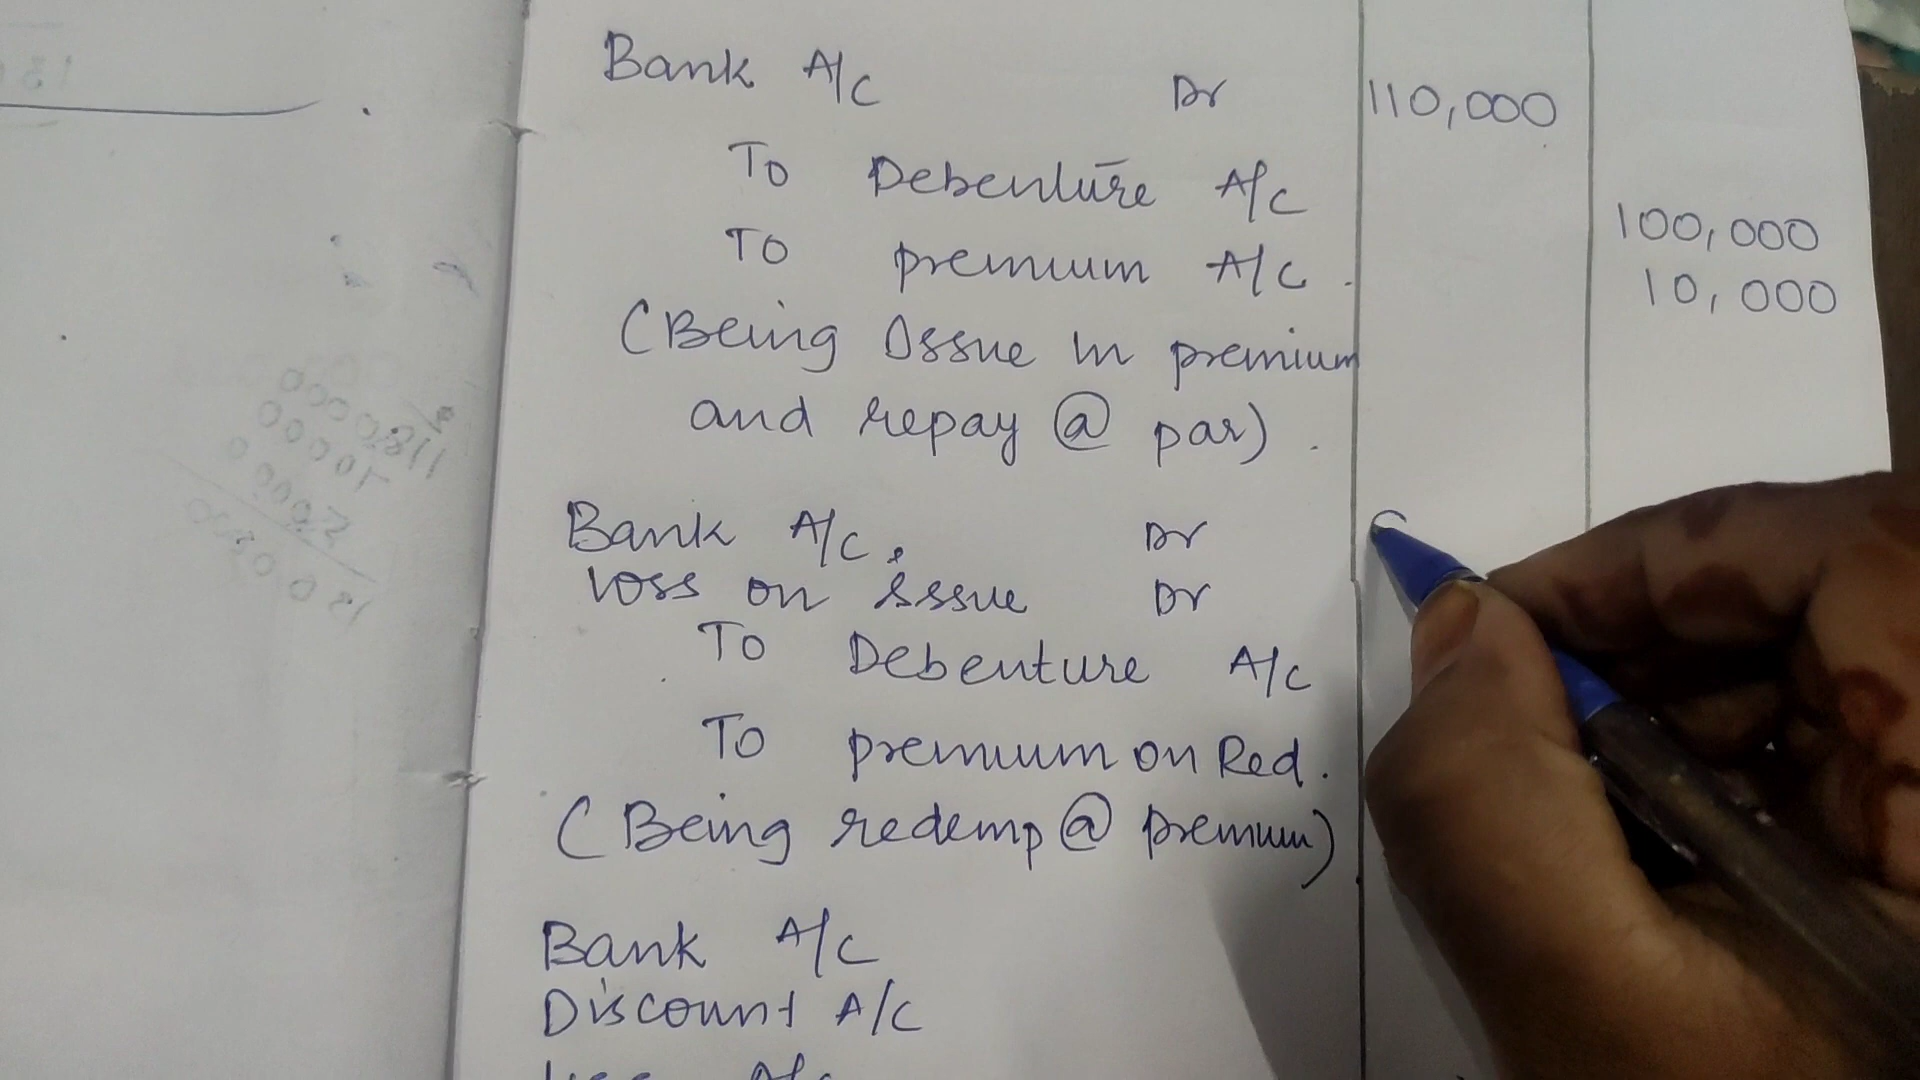 Bank A/c Dr 110,000
To Debenture A/c 100,000
To premium A/c. 10,000
(Being Issue in premium
and repay @ par).
Bank A/c. Dr
loss on issue Dr
To Debenture A/c
To premium on Red.
(Being redemp @ premium)
Bank A/c
Discount A/c